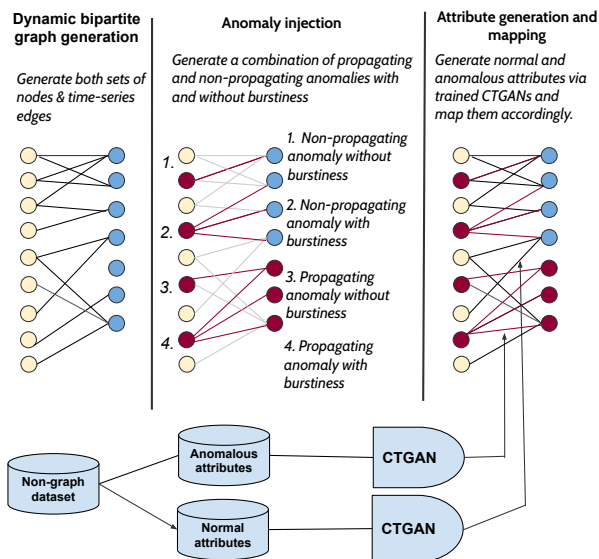 Dynamic bipartite
graph generation
Generate both sets of
nodes & time-series
edges
Anomaly injection
Generate a combination of propagating
and non-propagating anomalies with
and without burstiness
1.
2.
3.
4.
1. Non-propagating
anomaly without
burstiness
2. Non-propagating
anomaly with
burstiness
3. Propagating
anomaly without
burstiness
4. Propagating
anomaly with
burstiness
Attribute generation and
mapping
Generate normal and
anomalous attributes via
trained CTGANs and
map them accordingly.
Non-graph
dataset
Anomalous
attributes
CTGAN
Normal
attributes
CTGAN